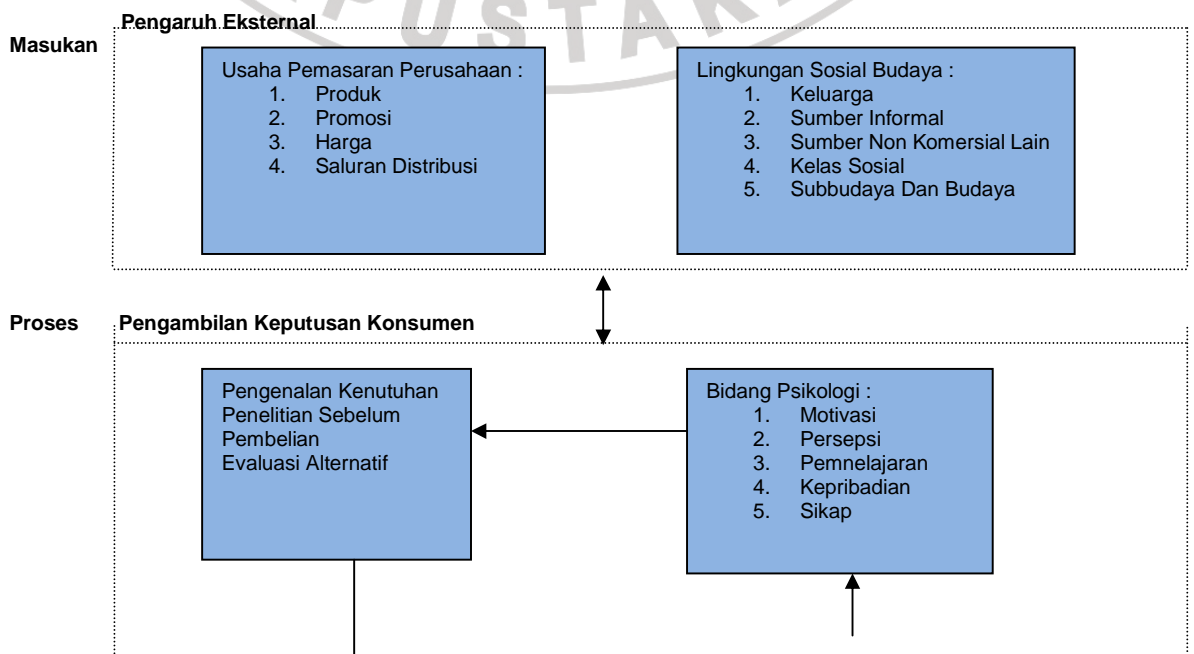 Pengaruh Eksternal
Masukan
Usaha Pemasaran Perusahaan :
1. Produk
2. Promosi
3. Harga
4. Saluran Distribusi
Lingkungan Sosial Budaya :
1. Keluarga
2. Sumber Informal
3. Sumber Non Komersial Lain
4. Kelas Sosial
5. Subbudaya Dan Budaya
Proses
Pengambilan Keputusan Konsumen
Pengenalan Kenutuhan
Penelitian Sebelum
Pembelian
Evaluasi Alternatif
Bidang Psikologi :
1. Motivasi
2. Persepsi
3. Pemnelajaran
4. Kepribadian
5. Sikap